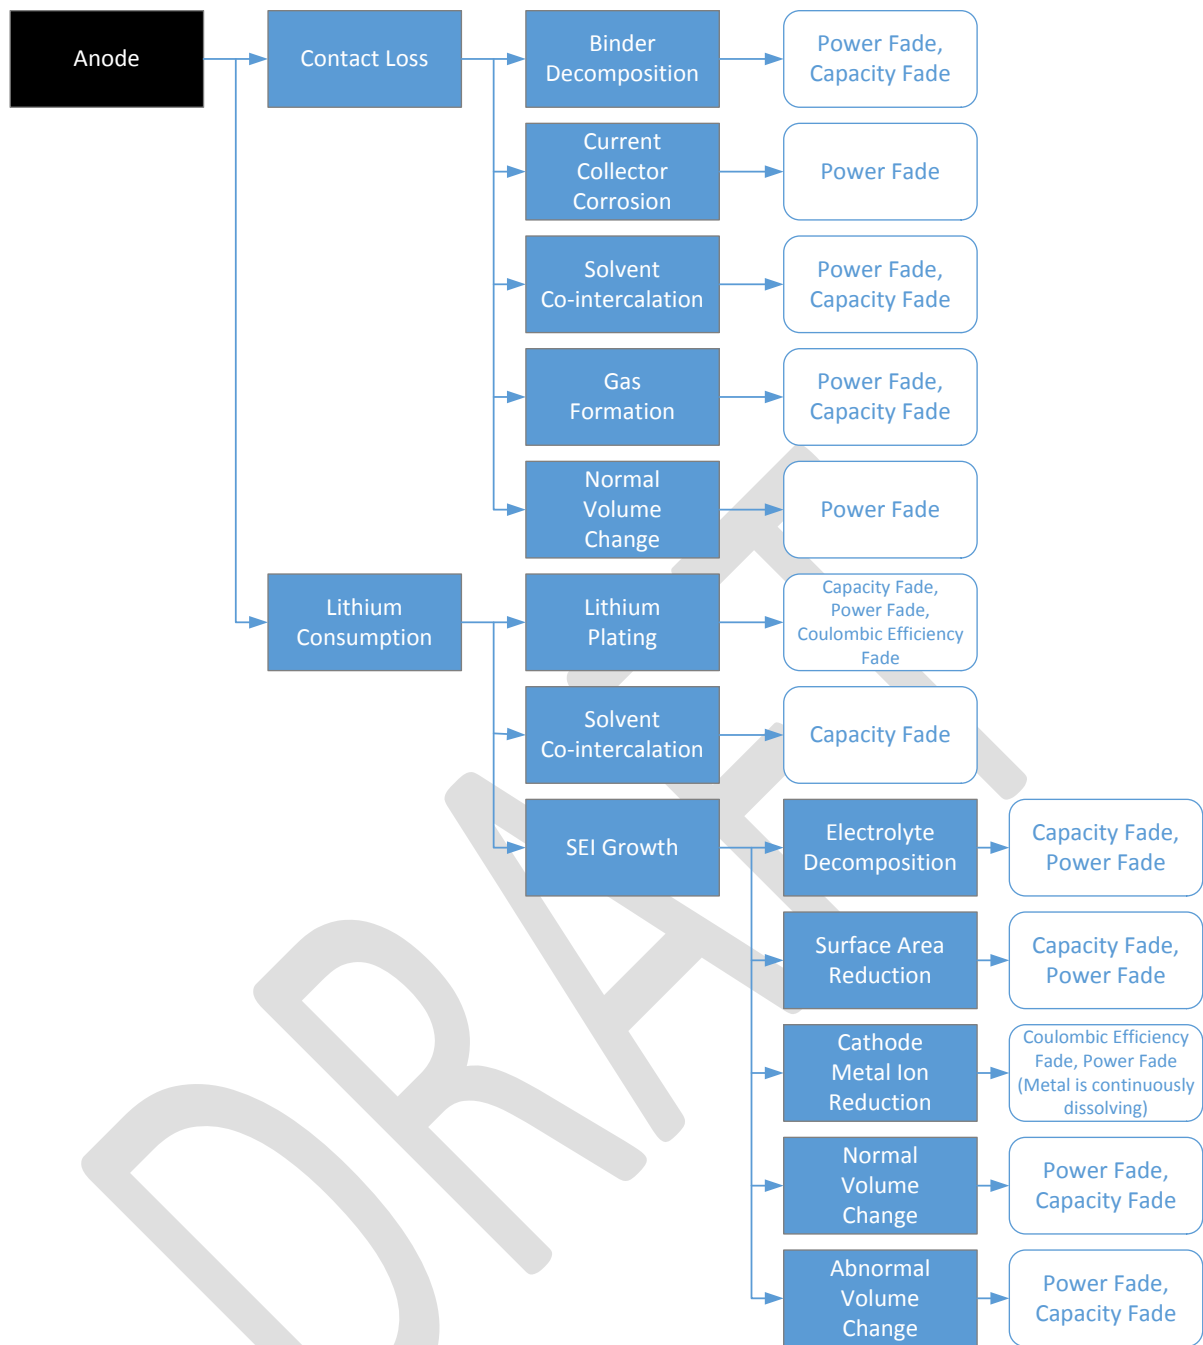 Anode
Contact Loss
Binder
Decomposition
Power Fade,
Capacity Fade
Current
Collector
Corrosion
Power Fade
Solvent
Co-intercalation
Power Fade,
Capacity Fade
Gas
Formation
Power Fade,
Capacity Fade
Normal
Volume
Change
Power Fade
Lithium
Consumption
Lithium
Plating
Capacity Fade,
Power Fade,
Coulombic Efficiency
Fade
Solvent
Co-intercalation
Capacity Fade
SEI Growth
Electrolyte
Decomposition
Capacity Fade,
Power Fade
Surface Area
Reduction
Capacity Fade,
Power Fade
Cathode
Metal Ion
Reduction
Coulombic Efficiency
Fade, Power Fade
(Metal is continuously
dissolving)
Normal
Volume
Change
Power Fade,
Capacity Fade
Abnormal
Volume
Change
Power Fade,
Capacity Fade
DRAFT